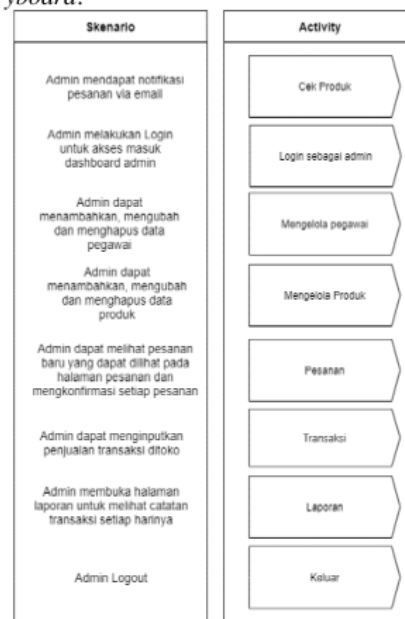 yboard.
Skenario
Activity
Admin mendapat notifikasi
pesanan via email
Cek Produk
Admin melakukan Login
untuk akses masuk
dashboard admin
Login sebagai admin
Admin dapat
menambahkan, mengubah
dan menghapus data
pegawai
Mengelola pegawai
Admin dapat
menambahkan, mengubah
dan menghapus data
produk
Mengelola Produk
Admin dapat melihat pesanan
baru yang dapat dilihat pada
halaman pesanan dan
mengkonfirmasi setiap pesanan
Pesanan
Admin dapat menginputkan
penjualan transaksi ditoko
Transaksi
Admin membuka halaman
laporan untuk melihat catatan
transaksi setiap harinya
Laporan
Admin Logout
Keluar